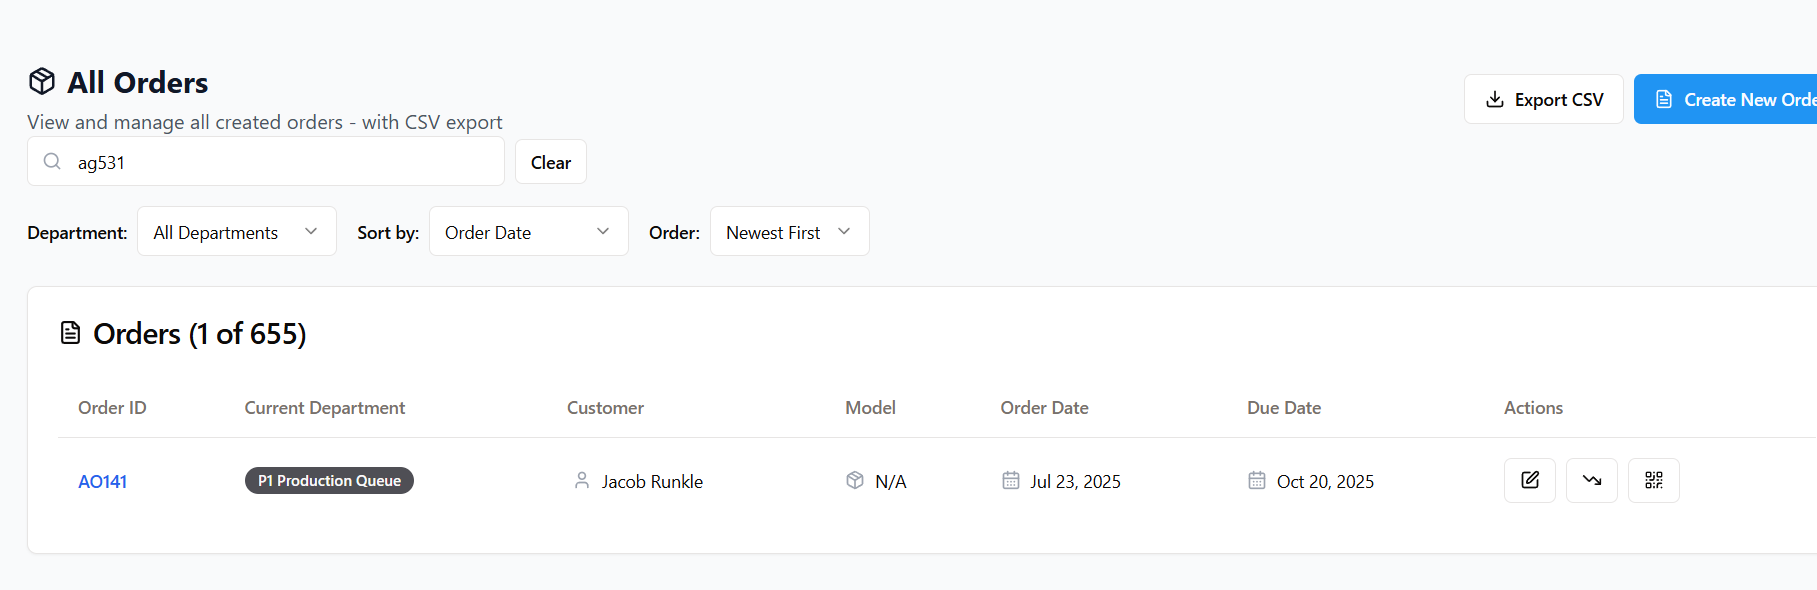 All Orders
View and manage all created orders - with CSV export
Export CSV
Create New Orde
ag531
Clear
Department: All Departments Sort by: Order Date Order: Newest First
Orders (1 of 655)
Order ID Current Department Customer Model Order Date Due Date Actions
AO141 P1 Production Queue Jacob Runkle N/A Jul 23, 2025 Oct 20, 2025